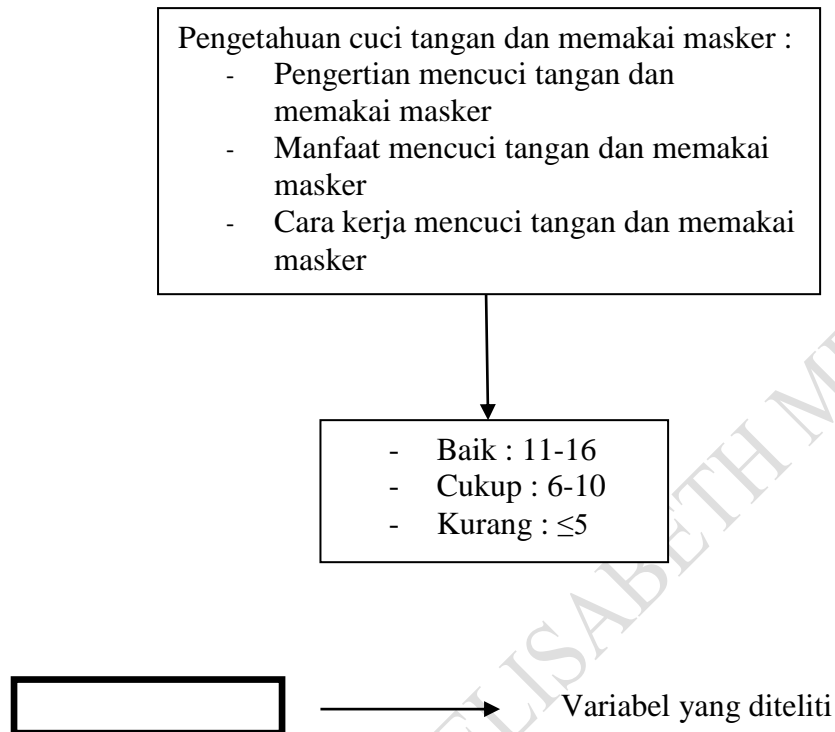 Pengetahuan cuci tangan dan memakai masker :
- Pengertian mencuci tangan dan
memakai masker
- Manfaat mencuci tangan dan memakai
masker
- Cara kerja mencuci tangan dan memakai
masker
- Baik : 11-16
- Cukup : 6-10
- Kurang : ≤5
Variabel yang diteliti
ELISABETH